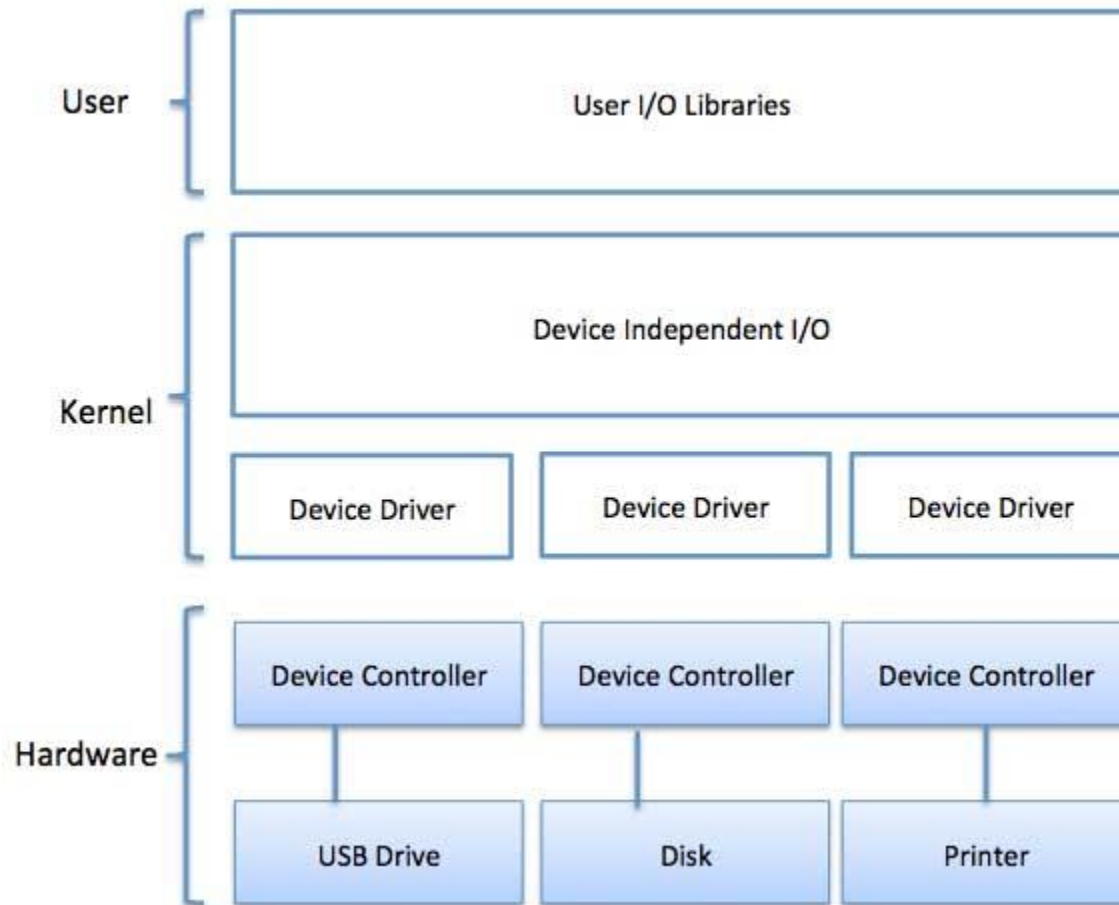 User
User I/O Libraries
Kernel
Device Independent I/O
Device Driver
Device Driver
Device Driver
Hardware
Device Controller
Device Controller
Device Controller
USB Drive
Disk
Printer